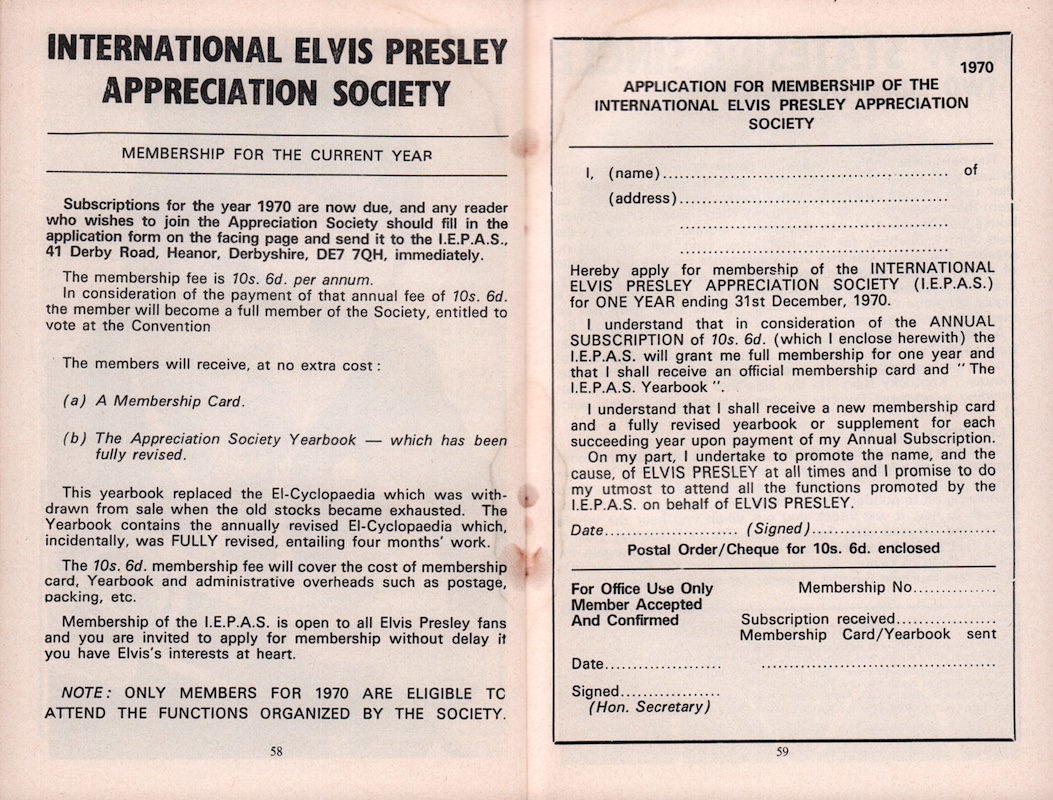 INTERNATIONAL ELVIS PRESLEY
APPRECIATION SOCIETY
MEMBERSHIP FOR THE CURRENT YEAR
Subscriptions for the year 1970 are now due, and any reader
who wishes to join the Appreciation Society should fill in the
application form on the facing page and send it to the I.E.P.A.S.,
41 Derby Road, Heanor, Derbyshire, DE7 7QH, immediately.
The membership fee is 10s. 6d. per annum.
In consideration of the payment of that annual fee of 10s. 6d.
the member will become a full member of the Society, entitled to
vote at the Convention
The members will receive, at no extra cost:
(a) A Membership Card.
(b) The Appreciation Society Yearbook — which has been
fully revised.
This yearbook replaced the El-Cyclopaedia which was with-
drawn from sale when the old stocks became exhausted. The
Yearbook contains the annually revised El-Cyclopaedia which,
incidentally, was FULLY revised, entailing four months' work.
The 10s. 6d. membership fee will cover the cost of membership
card, Yearbook and administrative overheads such as postage,
packing, etc.
Membership of the I.E.P.A.S. is open to all Elvis Presley fans
and you are invited to apply for membership without delay if
you have Elvis's interests at heart.
NOTE: ONLY MEMBERS FOR 1970 ARE ELIGIBLE TO
ATTEND THE FUNCTIONS ORGANIZED BY THE SOCIETY.
58
1970
APPLICATION FOR MEMBERSHIP OF THE
INTERNATIONAL ELVIS PRESLEY APPRECIATION
SOCIETY
I, (name)................................................ of
(address)................................................
................................................
................................................
Hereby apply for membership of the INTERNATIONAL
ELVIS PRESLEY APPRECIATION SOCIETY (I.E.P.A.S.)
for ONE YEAR ending 31st December, 1970.
I understand that in consideration of the ANNUAL
SUBSCRIPTION of 10s. 6d. (which I enclose herewith) the
I.E.P.A.S. will grant me full membership for one year and
that I shall receive an official membership card and "The
I.E.P.A.S. Yearbook".
I understand that I shall receive a new membership card
and a fully revised yearbook or supplement for each
succeeding year upon payment of my Annual Subscription.
On my part, I undertake to promote the name, and the
cause, of ELVIS PRESLEY at all times and I promise to do
my utmost to attend all the functions promoted by the
I.E.P.A.S. on behalf of ELVIS PRESLEY.
Date........................ (Signed)................................
Postal Order/Cheque for 10s. 6d. enclosed
For Office Use Only
Member Accepted
And Confirmed
Membership No...............
Subscription received..................
Membership Card/Yearbook sent
Date..................... ..........................................
Signed..................
(Hon. Secretary)
59